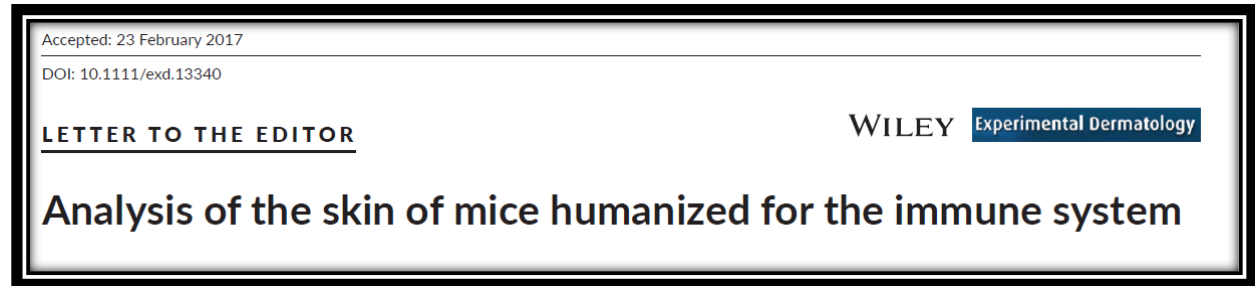 Accepted: 23 February 2017
DOI: 10.1111/exd.13340
LETTER TO THE EDITOR
WILEY Experimental Dermatology
Analysis of the skin of mice humanized for the immune system